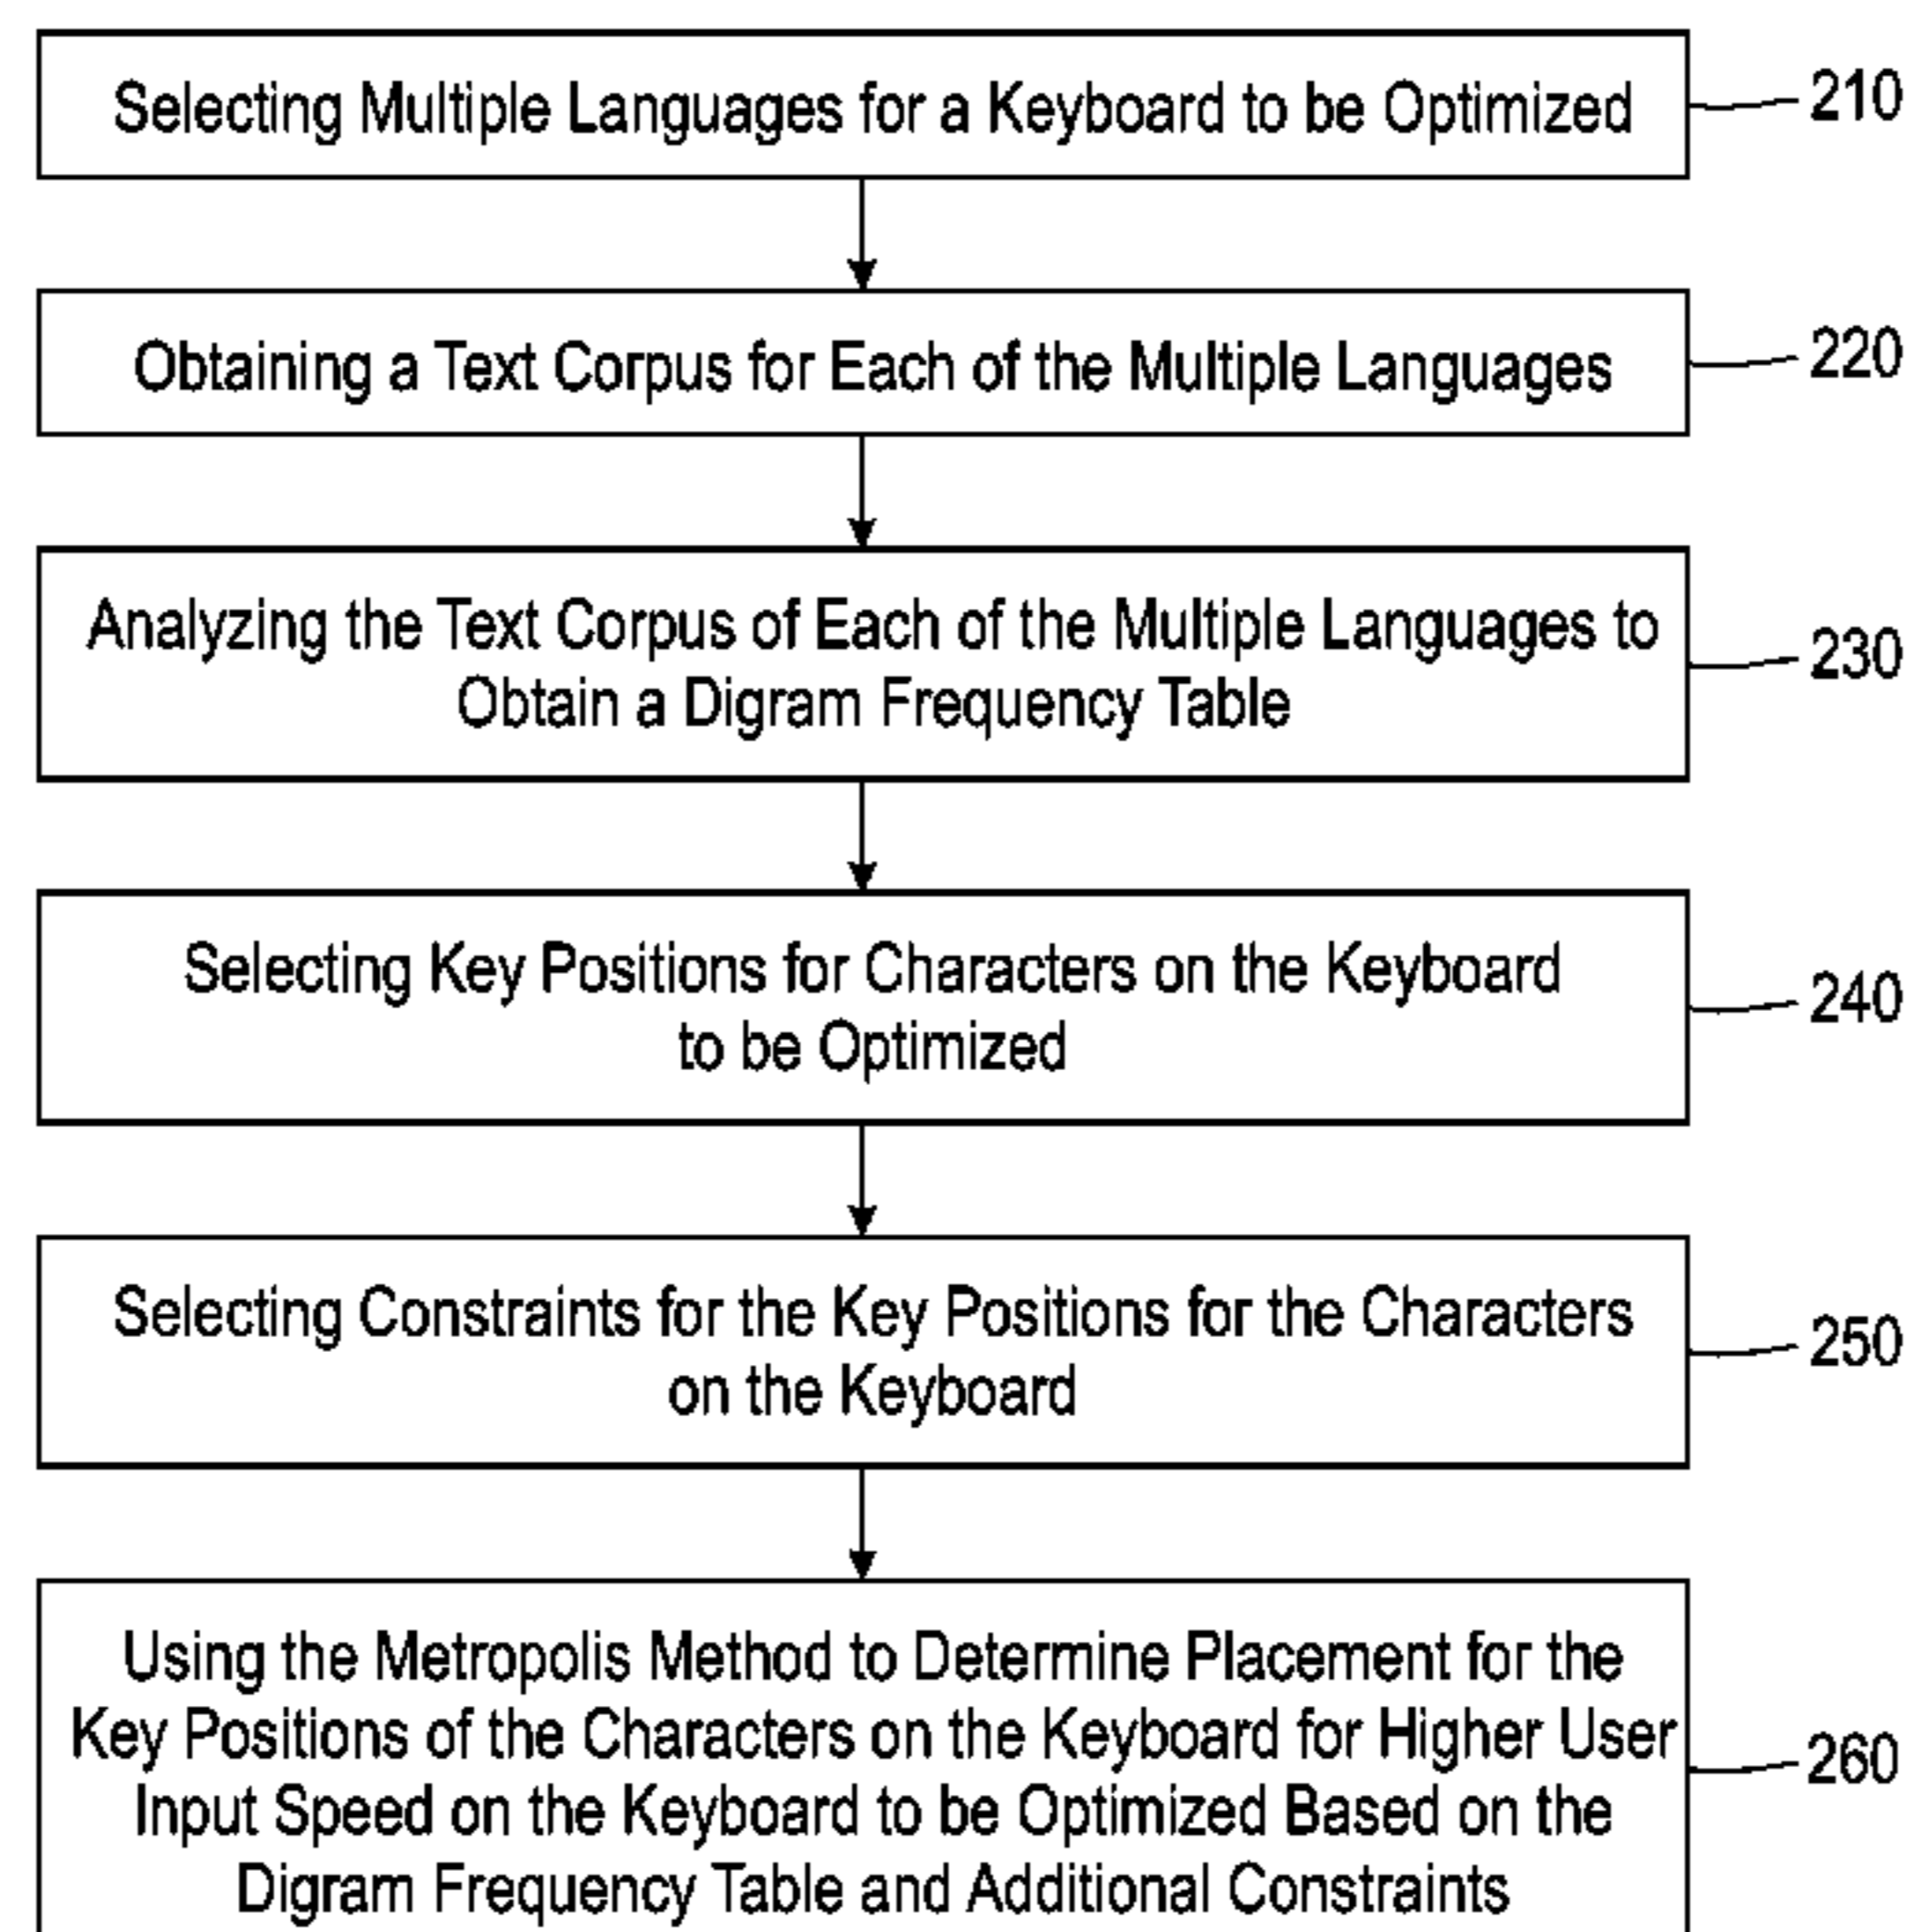 Selecting Multiple Languages for a Keyboard to be Optimized
210
Obtaining a Text Corpus for Each of the Multiple Languages
220
Analyzing the Text Corpus of Each of the Multiple Languages to
Obtain a Digram Frequency Table
230
Selecting Key Positions for Characters on the Keyboard
to be Optimized
240
Selecting Constraints for the Key Positions for the Characters
on the Keyboard
250
Using the Metropolis Method to Determine Placement for the
Key Positions of the Characters on the Keyboard for Higher User
Input Speed on the Keyboard to be Optimized Based on the
Digram Frequency Table and Additional Constraints
260